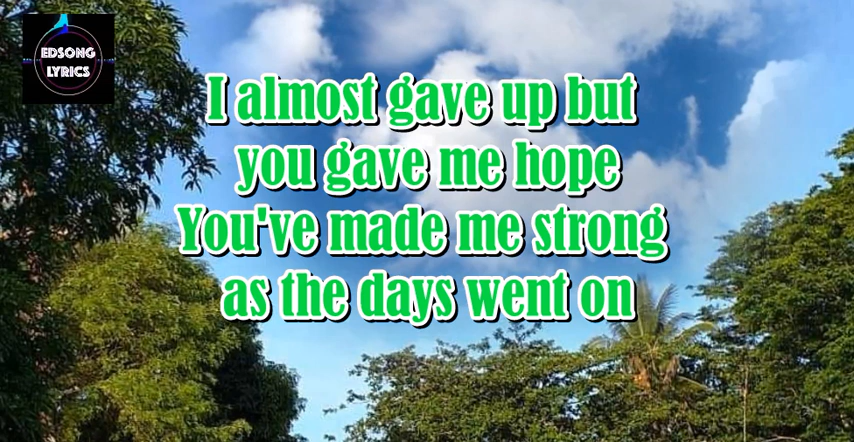 EDSONG
LYRICS
I almost gave up but
you gave me hope
You've made me strong
as the days went on